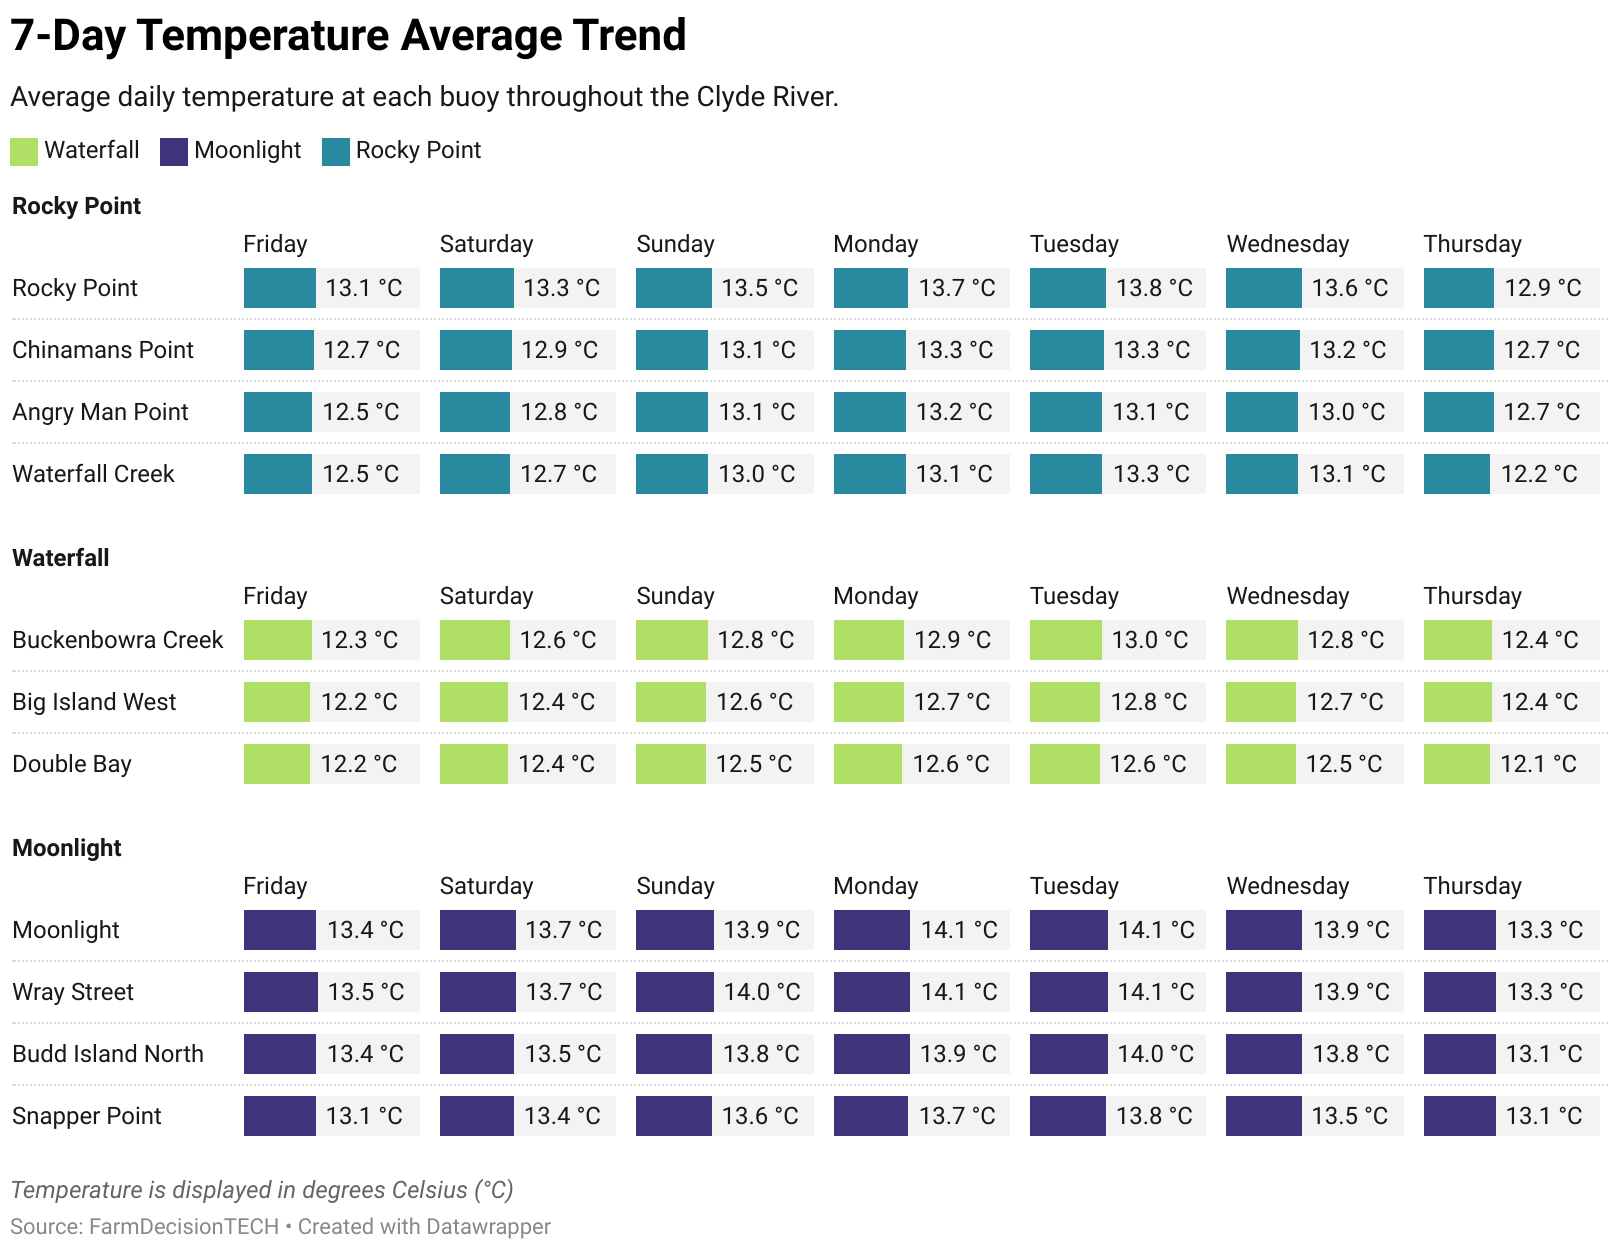 7-Day Temperature Average Trend
Average daily temperature at each buoy throughout the Clyde River.
Waterfall Moonlight Rocky Point
Rocky Point
Friday Saturday Sunday Monday Tuesday Wednesday Thursday
Rocky Point 13.1 °C 13.3 °C 13.5 °C 13.7 °C 13.8 °C 13.6 °C 12.9 °C
Chinamans Point 12.7 °C 12.9 °C 13.1 °C 13.3 °C 13.3 °C 13.2 °C 12.7 °C
Angry Man Point 12.5 °C 12.8 °C 13.1 °C 13.2 °C 13.1 °C 13.0 °C 12.7 °C
Waterfall Creek 12.5 °C 12.7 °C 13.0 °C 13.1 °C 13.3 °C 13.1 °C 12.2 °C
Waterfall
Friday Saturday Sunday Monday Tuesday Wednesday Thursday
Buckenbowra Creek 12.3 °C 12.6 °C 12.8 °C 12.9 °C 13.0 °C 12.8 °C 12.4 °C
Big Island West 12.2 °C 12.4 °C 12.6 °C 12.7 °C 12.8 °C 12.7 °C 12.4 °C
Double Bay 12.2 °C 12.4 °C 12.5 °C 12.6 °C 12.6 °C 12.5 °C 12.1 °C
Moonlight
Friday Saturday Sunday Monday Tuesday Wednesday Thursday
Moonlight 13.4 °C 13.7 °C 13.9 °C 14.1 °C 14.1 °C 13.9 °C 13.3 °C
Wray Street 13.5 °C 13.7 °C 14.0 °C 14.1 °C 14.1 °C 13.9 °C 13.3 °C
Budd Island North 13.4 °C 13.5 °C 13.8 °C 13.9 °C 14.0 °C 13.8 °C 13.1 °C
Snapper Point 13.1 °C 13.4 °C 13.6 °C 13.7 °C 13.8 °C 13.5 °C 13.1 °C
Temperature is displayed in degrees Celsius (°C)
Source: FarmDecisionTECH • Created with Datawrapper